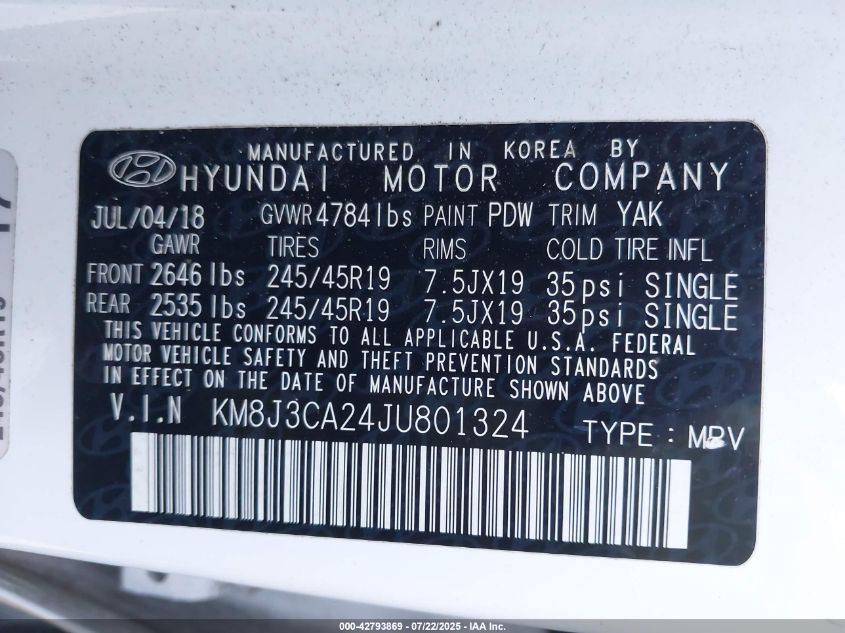 MANUFACTURED IN KOREA BY
HYUNDAI MOTOR COMPANY
JUL/04/18 GVWR 4784lbs PAINT PDW TRIM YAK
GAWR TIRES RIMS COLD TIRE INFL
FRONT 2646 lbs 245/45R19 7.5JX19 35psi SINGLE
REAR 2535 lbs 245/45R19 7.5JX19 35psi SINGLE
THIS VEHICLE CONFORMS TO ALL APPLICABLE U.S.A. FEDERAL
MOTOR VEHICLE SAFETY AND THEFT PREVENTION STANDARDS
IN EFFECT ON THE DATE OF MANUFACTURE SHOWN ABOVE
V.I.N KM8J3CA24JU801324 TYPE : MPV
000-42793869 - 07/22/2025 - IAA Inc.